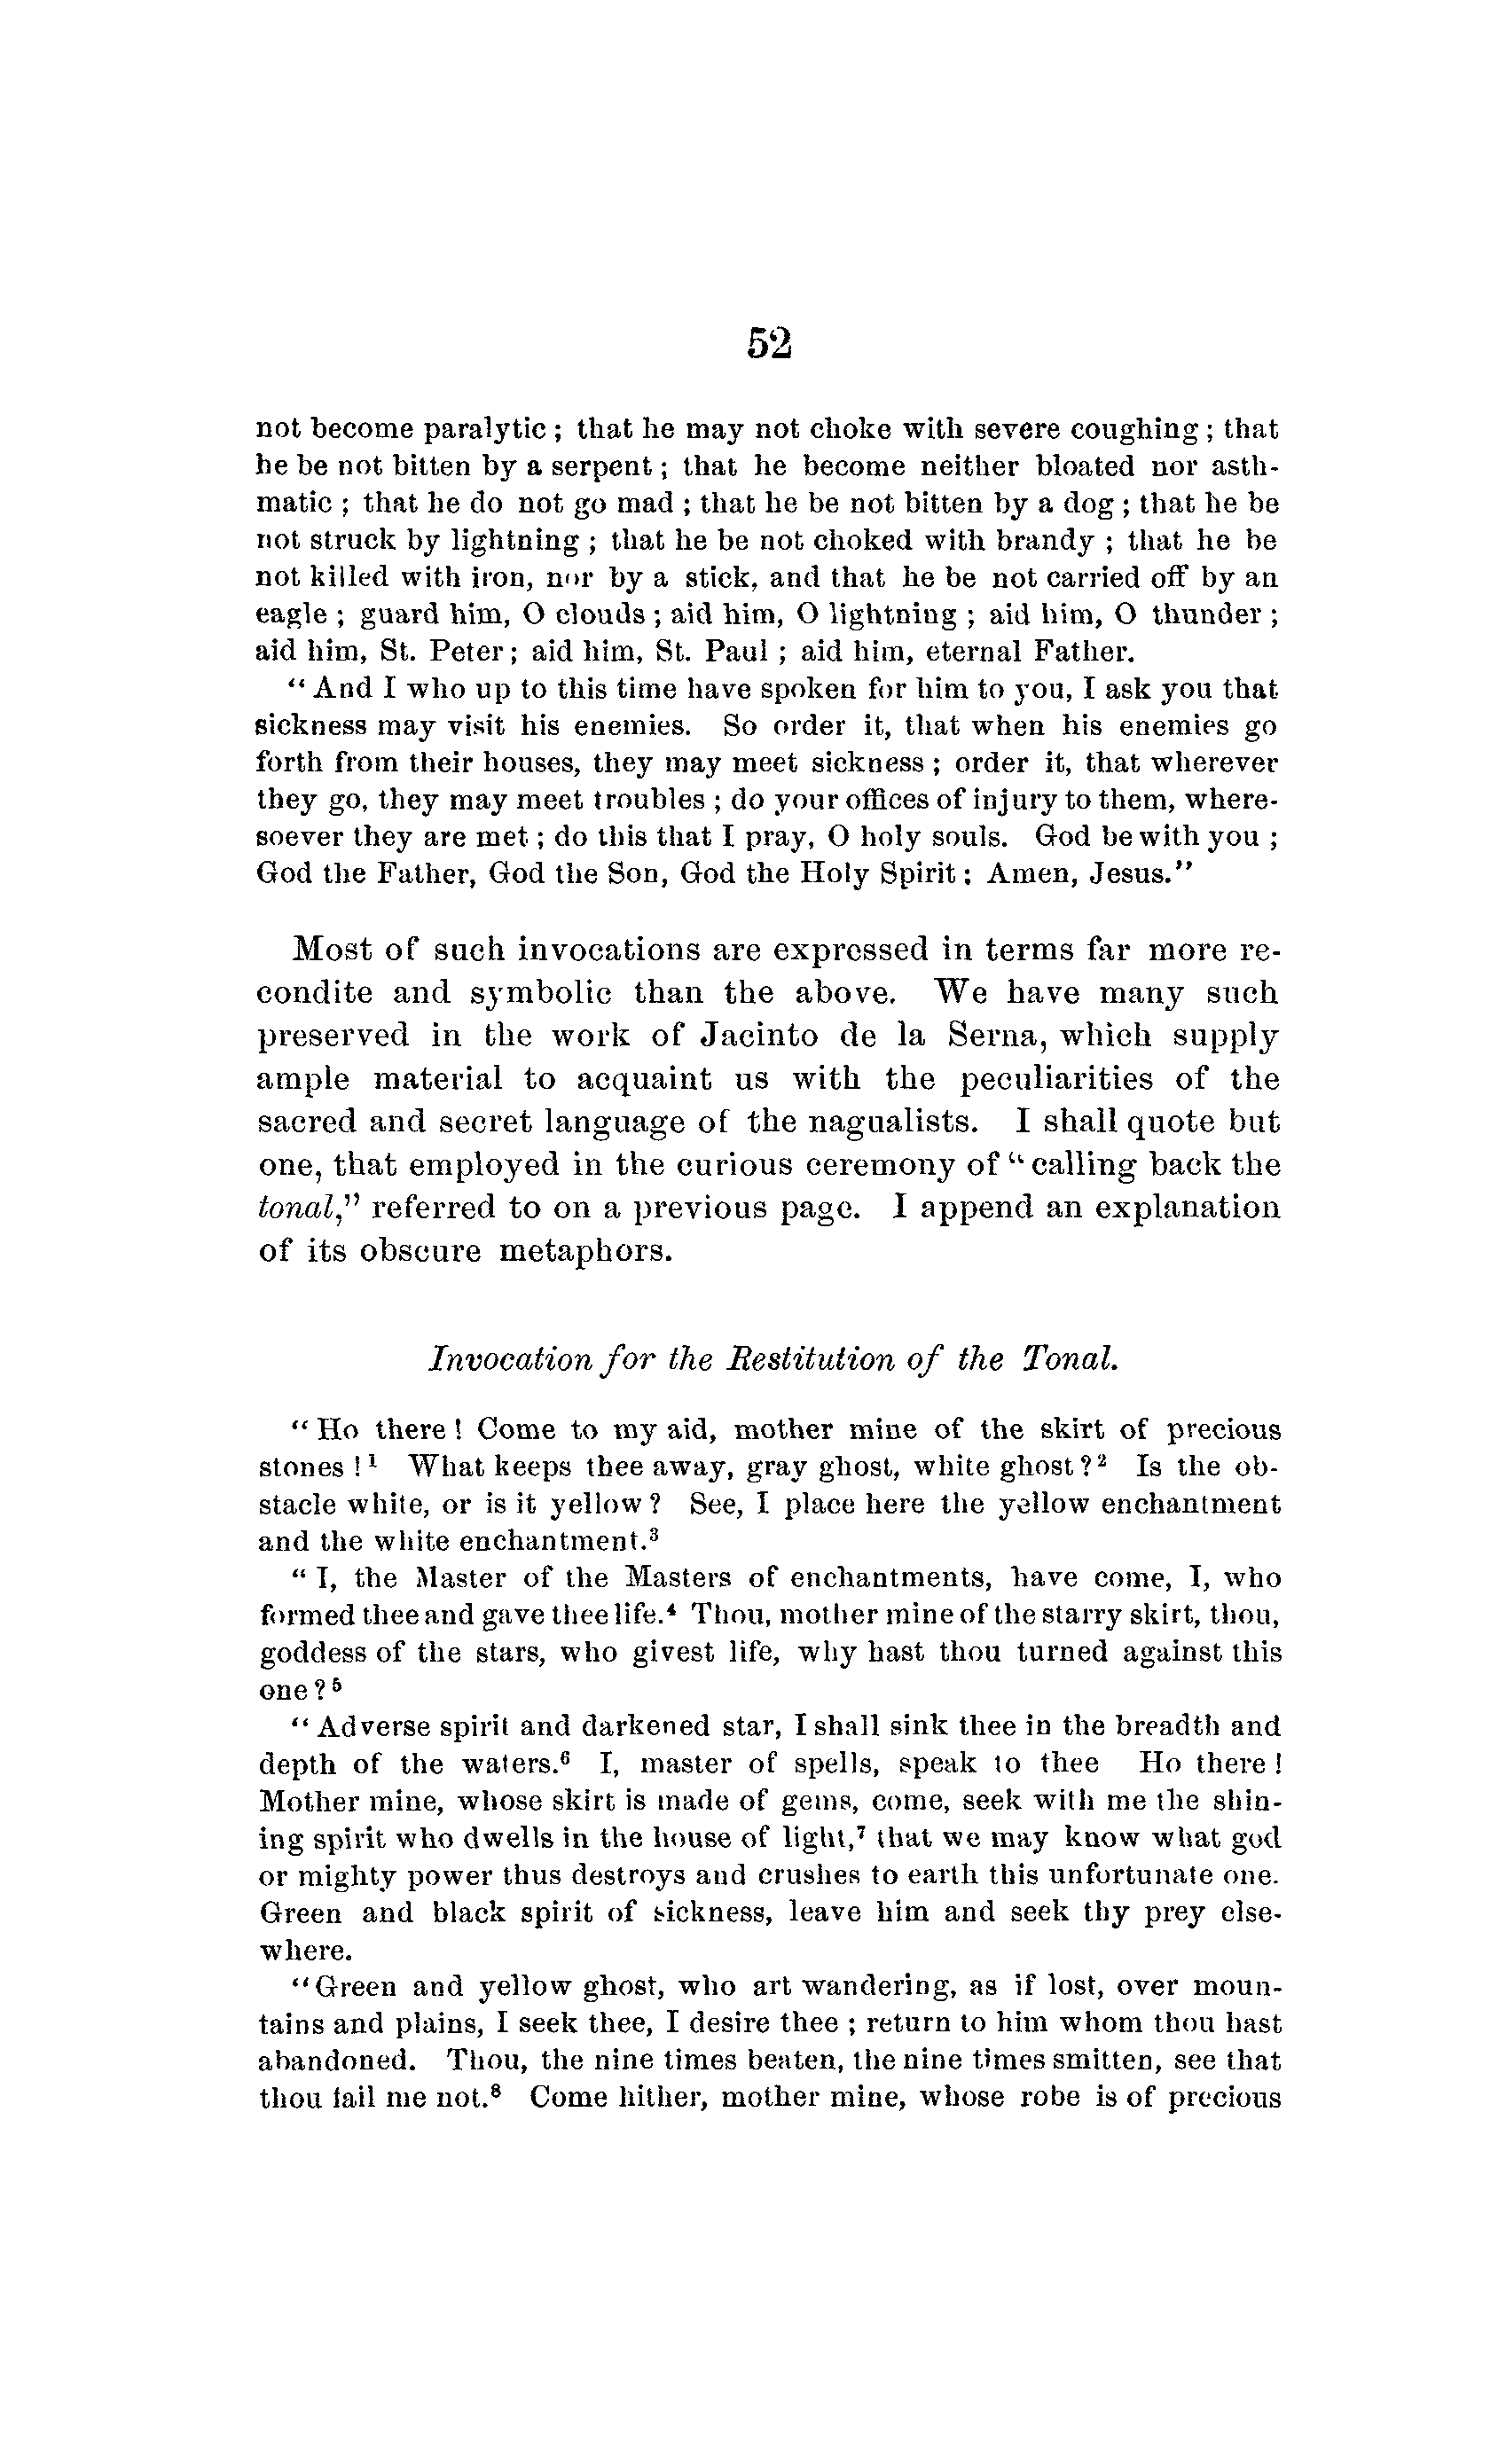 52
not become paralytic ; that he may not choke with severe coughing ; that
he be not bitten by a serpent ; that he become neither bloated nor asth-
matic ; that he do not go mad ; that he be not bitten by a dog ; that he be
not struck by lightning ; that he be not choked with brandy ; that he be
not killed with iron, nor by a stick, and that he be not carried off by an
eagle ; guard him, O clouds ; aid him, O lightning ; aid him, O thunder ;
aid him, St. Peter ; aid him, St. Paul ; aid him, eternal Father.
“ And I who up to this time have spoken for him to you, I ask you that
sickness may visit his enemies. So order it, that when his enemies go
forth from their houses, they may meet sickness ; order it, that wherever
they go, they may meet troubles ; do your offices of injury to them, where-
soever they are met ; do this that I pray, O holy souls. God be with you ;
God the Father, God the Son, God the Holy Spirit ; Amen, Jesus.”
Most of such invocations are expressed in terms far more re-
condite and symbolic than the above. We have many such
preserved in the work of Jacinto de la Serna, which supply
ample material to acquaint us with the peculiarities of the
sacred and secret language of the nagualists. I shall quote but
one, that employed in the curious ceremony of “ calling back the
tonal,” referred to on a previous page. I append an explanation
of its obscure metaphors.
Invocation for the Restitution of the Tonal.
“ Ho there ! Come to my aid, mother mine of the skirt of precious
stones !¹ What keeps thee away, gray ghost, white ghost ?² Is the ob-
stacle white, or is it yellow ? See, I place here the yellow enchantment
and the white enchantment.³
“ I, the Master of the Masters of enchantments, have come, I, who
formed thee and gave thee life.⁴ Thou, mother mine of the starry skirt, thou,
goddess of the stars, who givest life, why hast thou turned against this
one ?⁵
“ Adverse spirit and darkened star, I shall sink thee in the breadth and
depth of the waters.⁶ I, master of spells, speak to thee Ho there !
Mother mine, whose skirt is made of gems, come, seek with me the shin-
ing spirit who dwells in the house of light,⁷ that we may know what god
or mighty power thus destroys and crushes to earth this unfortunate one.
Green and black spirit of sickness, leave him and seek thy prey else-
where.
“Green and yellow ghost, who art wandering, as if lost, over moun-
tains and plains, I seek thee, I desire thee ; return to him whom thou hast
abandoned. Thou, the nine times beaten, the nine times smitten, see that
thou fail me not.⁸ Come hither, mother mine, whose robe is of precious